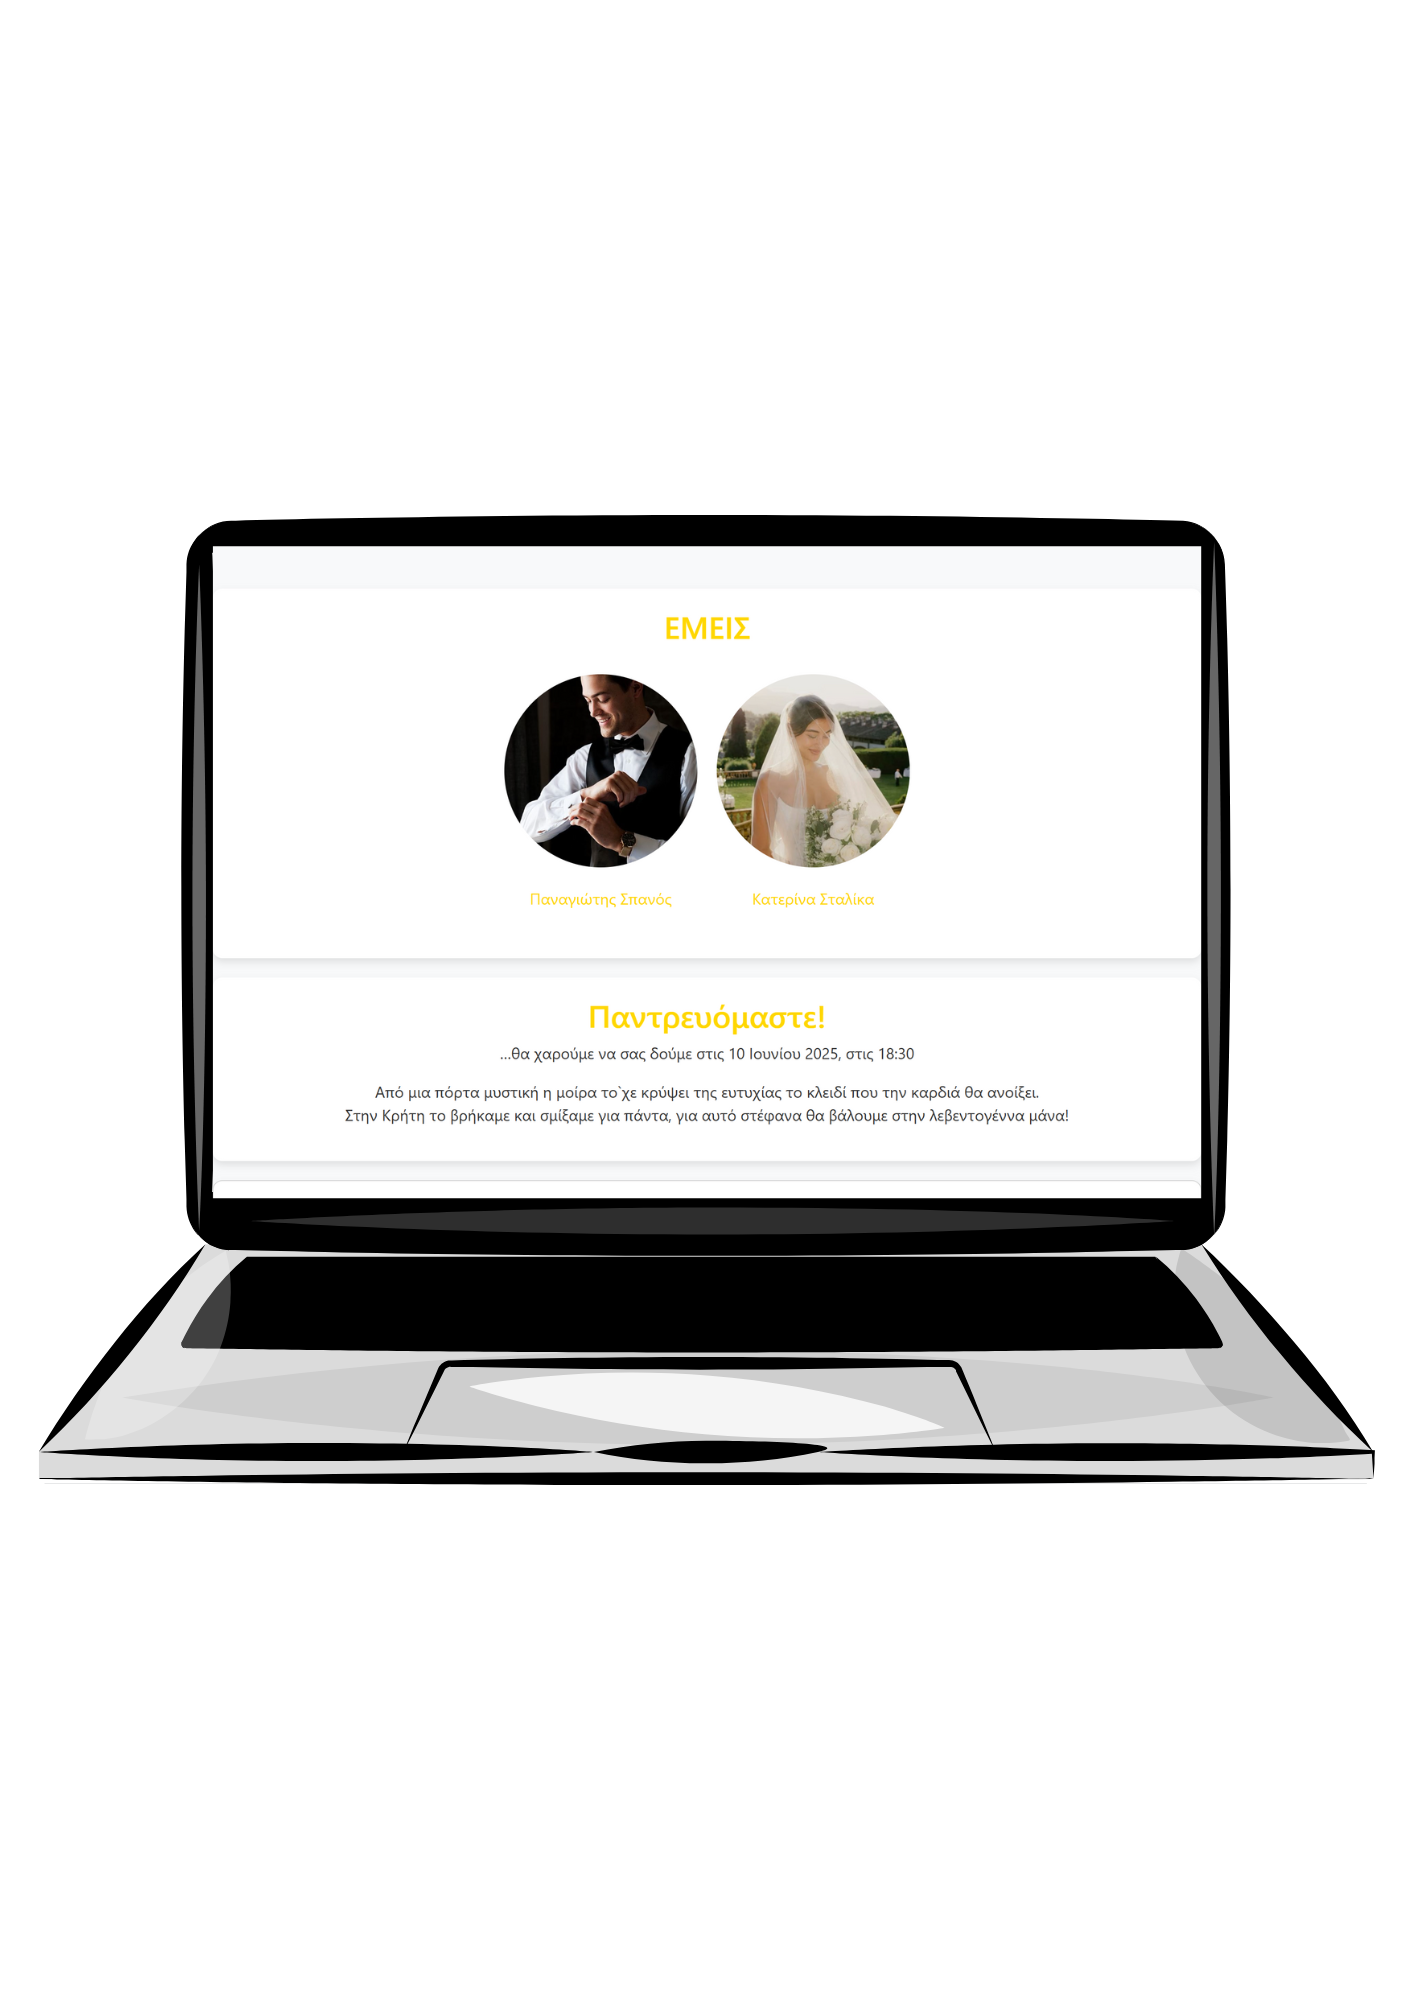 ΕΜΕΙΣ
Παναγιώτης Σπανός
Κατερίνα Σταλίκα
Παντρευόμαστε!
...θα χαρούμε να σας δούμε στις 10 Ιουνίου 2025, στις 18:30
Από μια πόρτα μυστική η μοίρα το`χε κρύψει της ευτυχίας το κλειδί που την καρδιά θα ανοίξει.
Στην Κρήτη το βρήκαμε και σμίξαμε για πάντα, για αυτό στέφανα θα βάλουμε στην λεβεντογέννα μάνα!